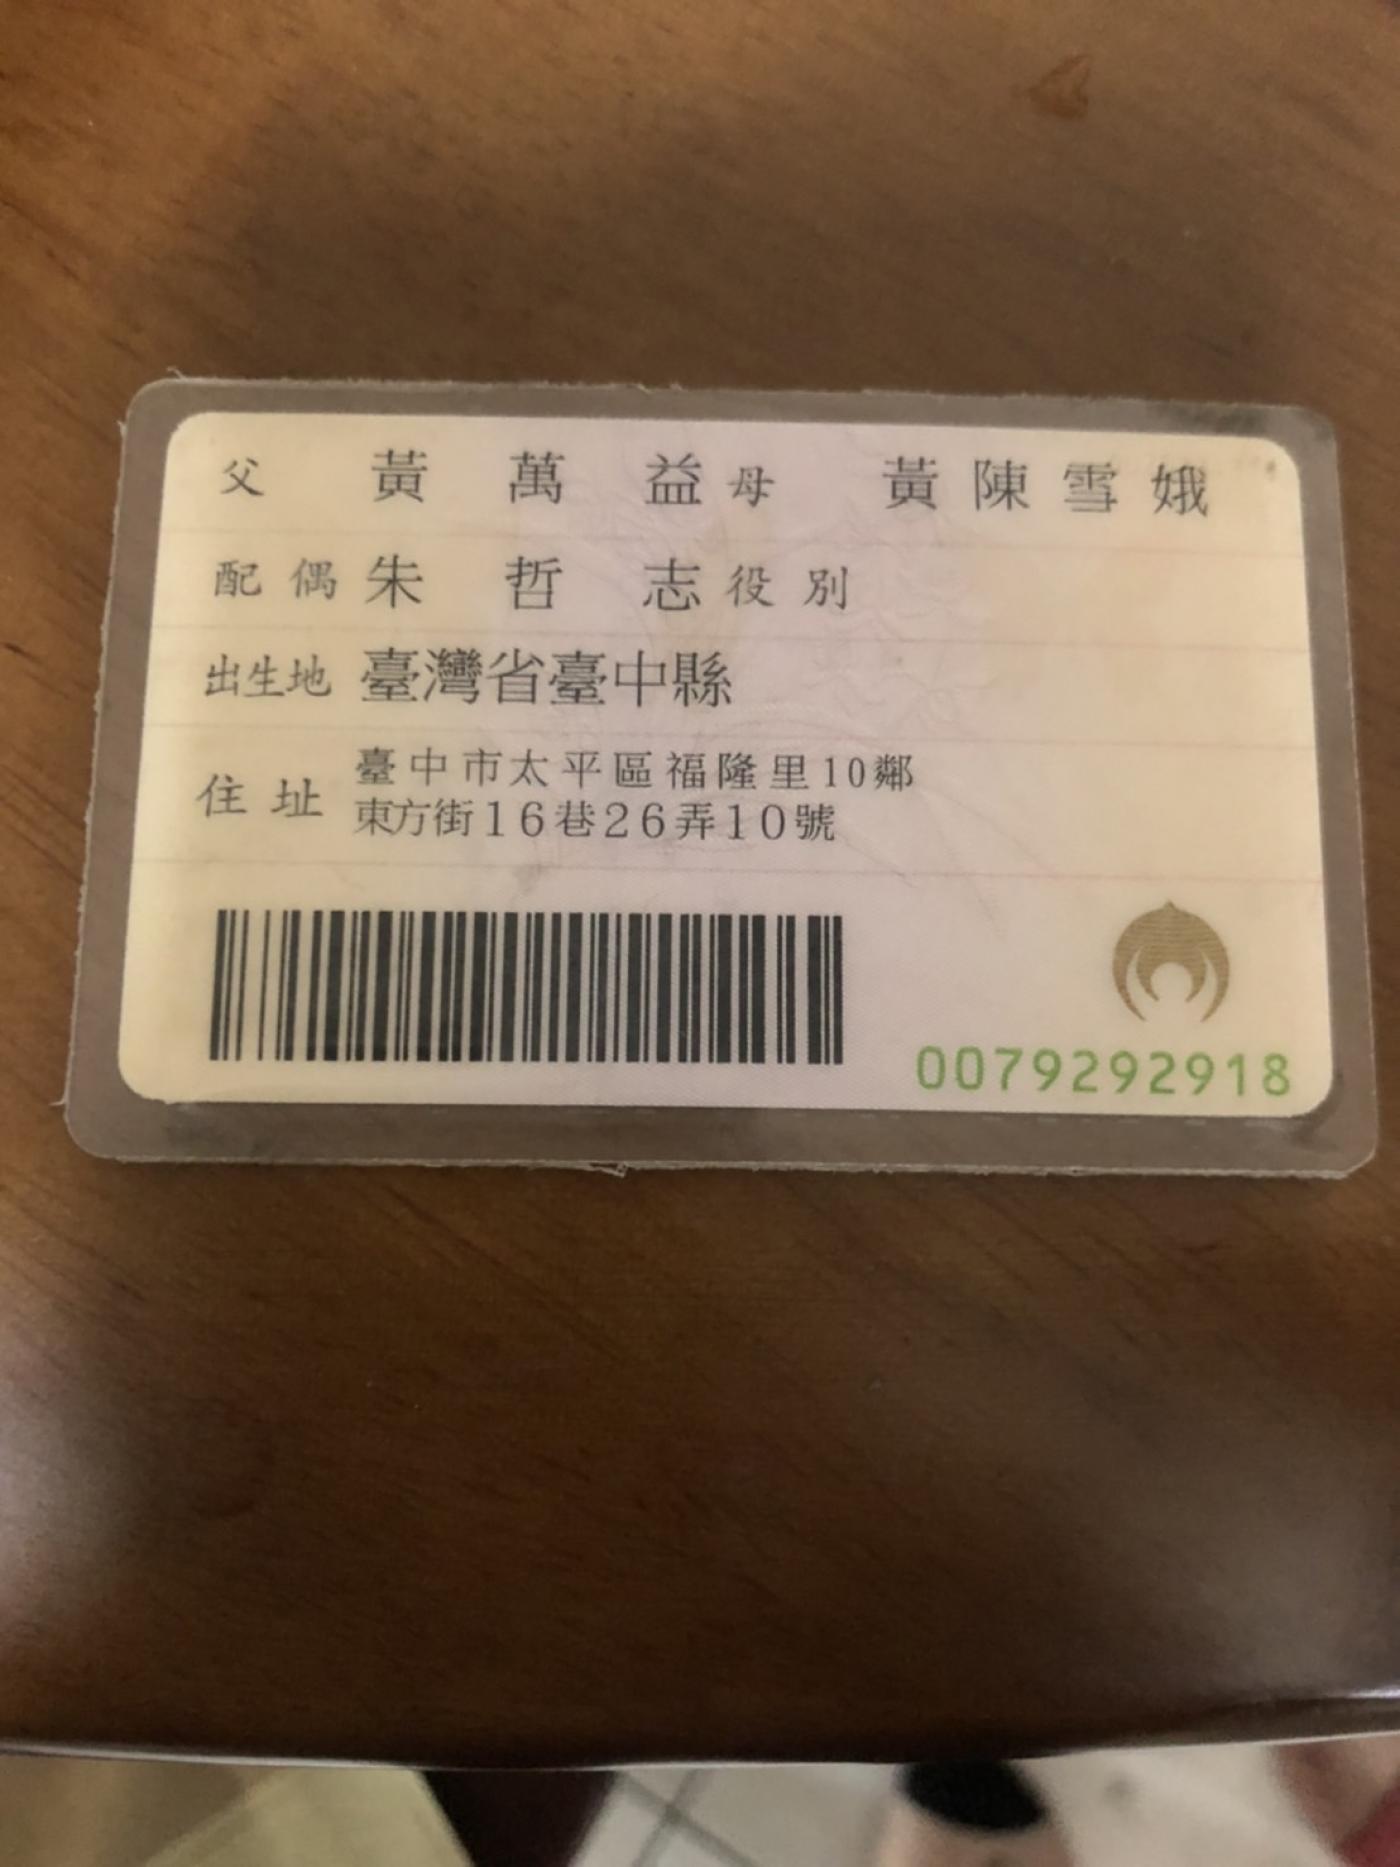 父 黃萬益 母 黃陳雪娥
配偶 朱哲志 役別
出生地 臺灣省臺中縣
住址 臺中市太平區福隆里10鄰
東方街16巷26弄10號
0079292918